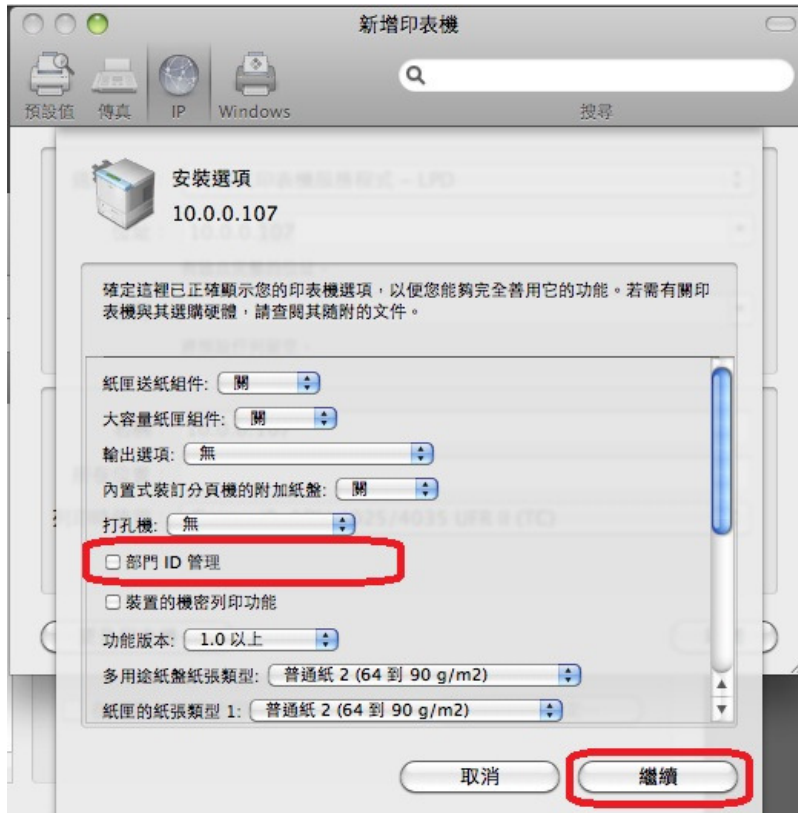 新增印表機
預設值 傳真 IP Windows 搜尋
安裝選項
10.0.0.107
確定這裡已正確顯示您的印表機選項，以便您能夠完全善用它的功能。若需有關印
表機與其選購硬體，請查閱其隨附的文件。
紙匣送紙組件: 關
大容量紙匣組件: 關
輸出選項: 無
內置式裝訂分頁機的附加紙盤: 關
打孔機: 無
部門 ID 管理
裝置的機密列印功能
功能版本: 1.0 以上
多用途紙盤紙張類型: 普通紙 2 (64 到 90 g/m2)
紙匣的紙張類型 1: 普通紙 2 (64 到 90 g/m2)
取消 繼續